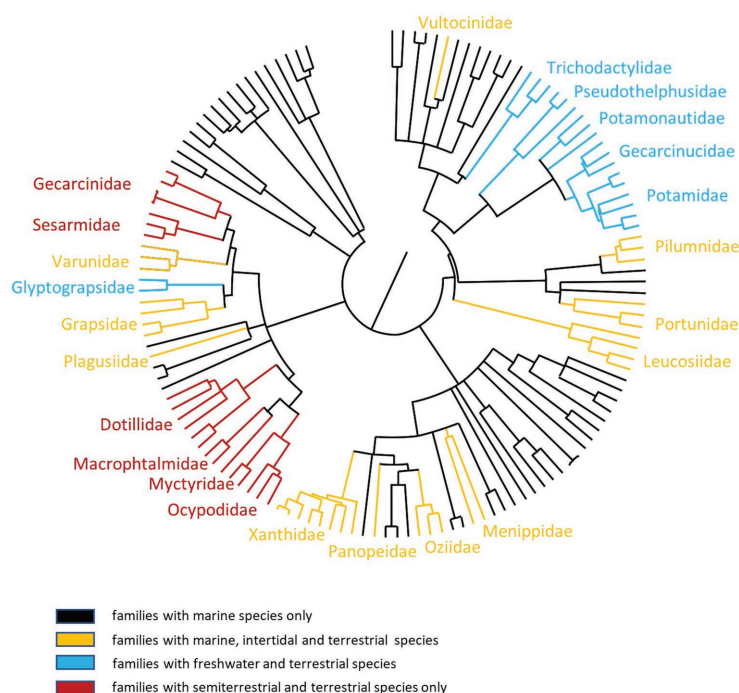 Vultocinidae
Trichodactylidae
Pseudothelphusidae
Potamonautidae
Gecarcinucidae
Potamidae
Pilumnidae
Portunidae
Leucosiidae
Menippidae
Oziidae
Panopeidae
Xanthidae
Ocypodidae
Myctyridae
Macrophtalmidae
Dotillidae
Plagusiidae
Grapsidae
Glyptograpsidae
Varunidae
Sesarmidae
Gecarcinidae
families with marine species only
families with marine, intertidal and terrestrial species
families with freshwater and terrestrial species
families with semiterrestrial and terrestrial species only